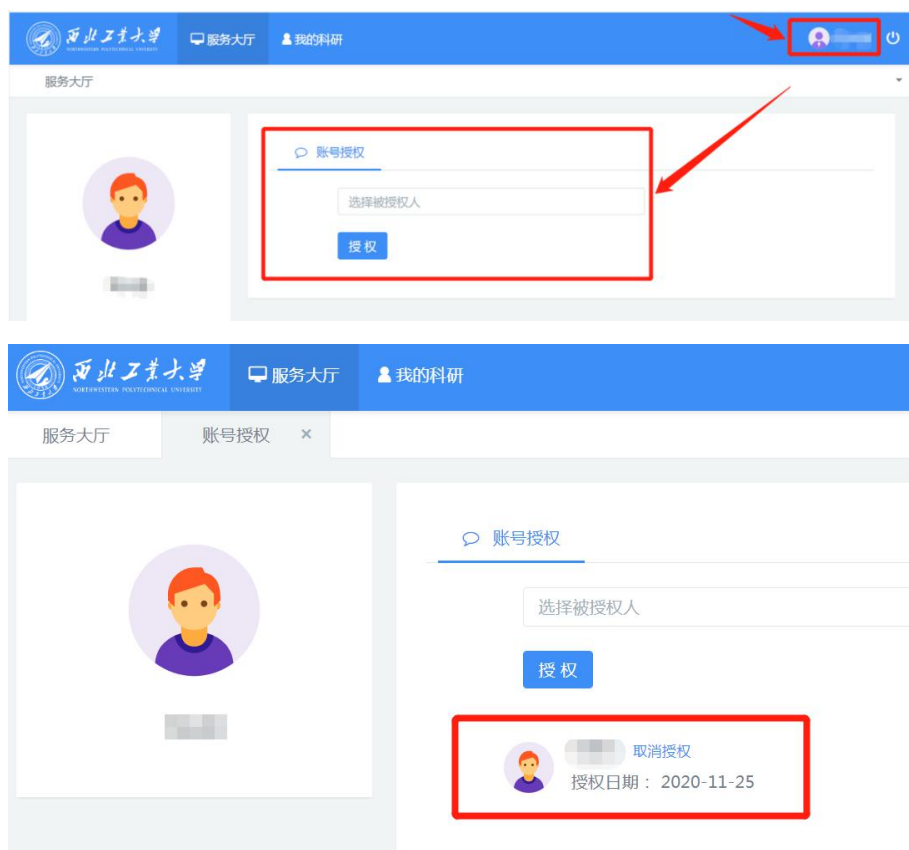 西北工业大学 服务大厅 我的科研
NORTHWESTERN POLYTECHNICAL UNIVERSITY
服务大厅
账号授权
选择被授权人
授 权
西北工业大学 服务大厅 我的科研
NORTHWESTERN POLYTECHNICAL UNIVERSITY
服务大厅 账号授权 ×
账号授权
选择被授权人
授 权
取消授权
授权日期： 2020-11-25